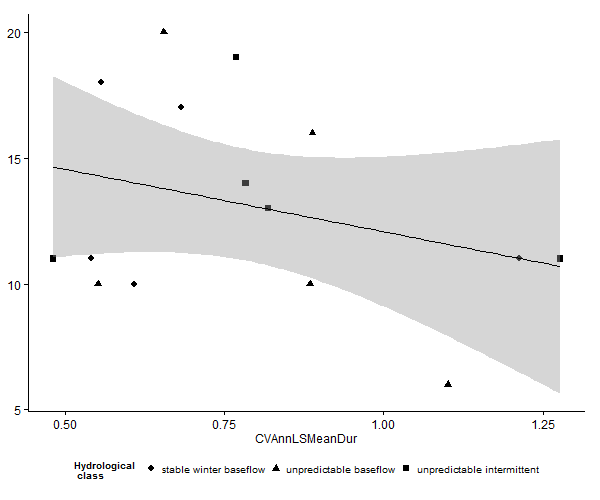 20
15
10
5
0.50 0.75 1.00 1.25
CVAnnLSMeanDur
Hydrological class
stable winter baseflow unpredictable baseflow unpredictable intermittent